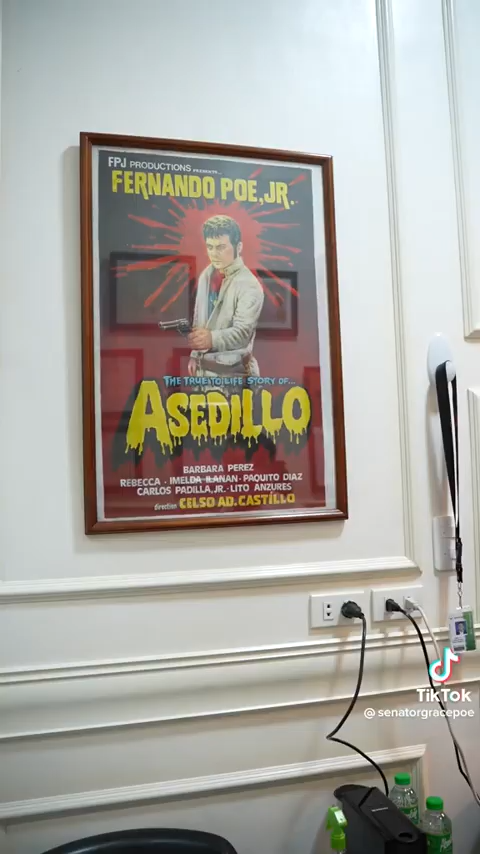 FPJ PRODUCTIONS PRESENTS...
FERNANDO POE, JR.
THE TRUE TO LIFE STORY OF...
ASEDILLO
BARBARA PEREZ
REBECCA · IMELDA ILANAN · PAQUITO DIAZ
CARLOS PADILLA, JR. · LITO ANZURES
direction CELSO AD. CASTILLO
TikTok
@senatorgracepoe